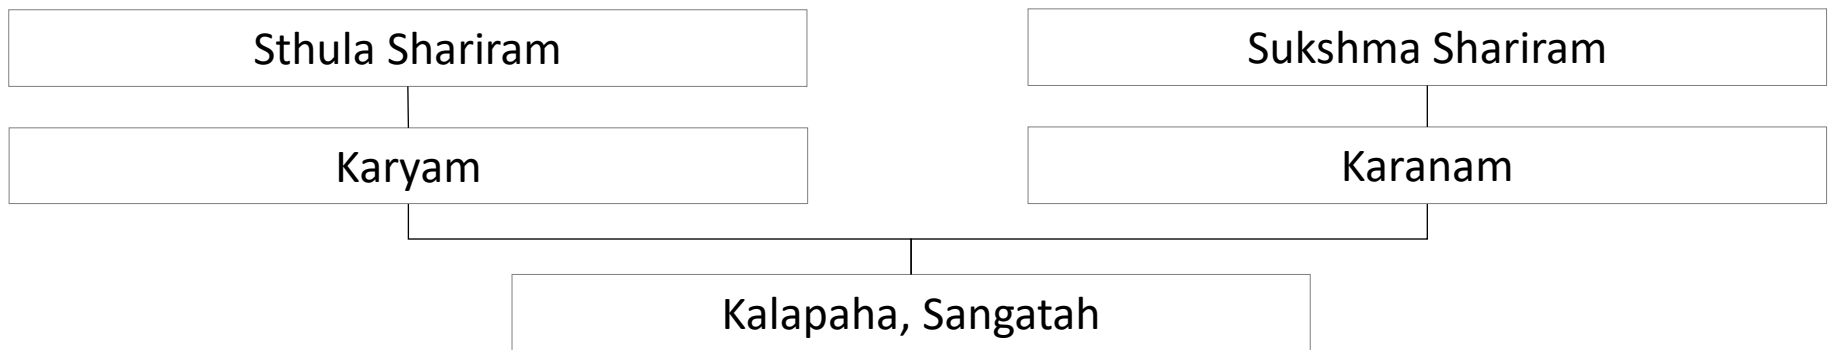 Sthula Shariram
Sukshma Shariram
Karyam
Karanam
Kalapaha, Sangatah